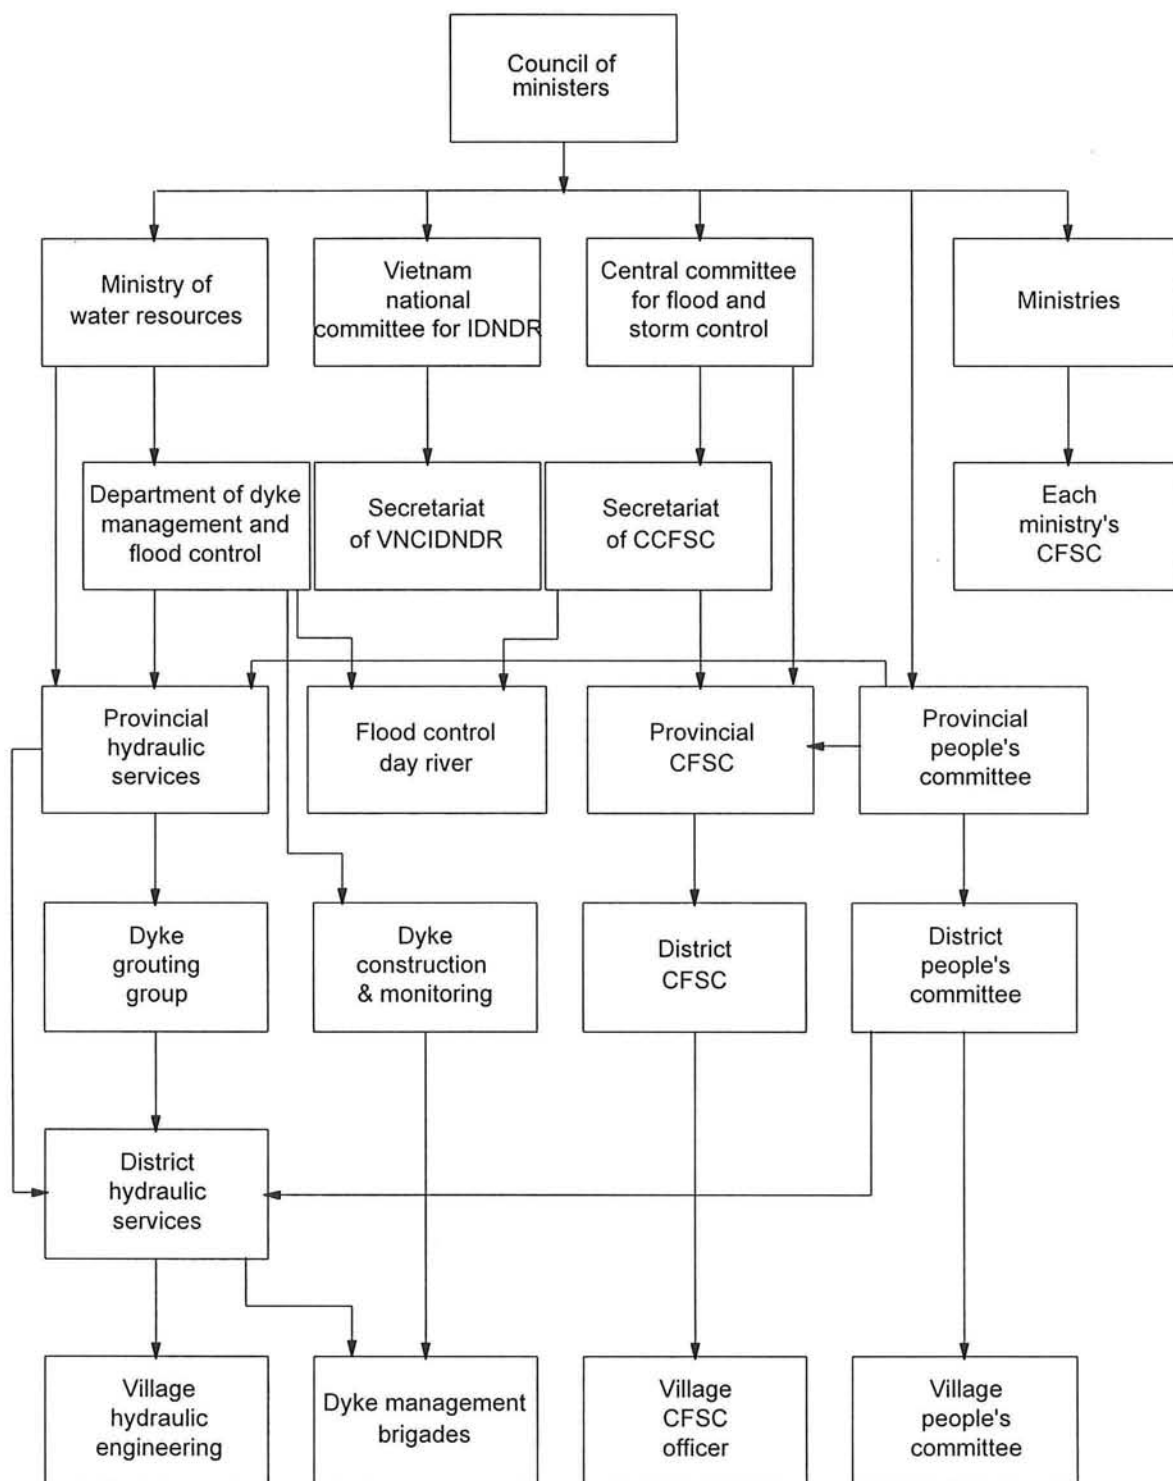 Council of
ministers
Ministry of
water resources
Vietnam
national
committee for IDNDR
Central committee
for flood and
storm control
Ministries
Department of dyke
management and
flood control
Secretariat
of VNCIDNDR
Secretariat
of CCFSC
Each
ministry's
CFSC
Provincial
hydraulic
services
Flood control
day river
Provincial
CFSC
Provincial
people's
committee
Dyke
grouting
group
Dyke
construction
& monitoring
District
CFSC
District
people's
committee
District
hydraulic
services
Village
hydraulic
engineering
Dyke management
brigades
Village
CFSC
officer
Village
people's
committee